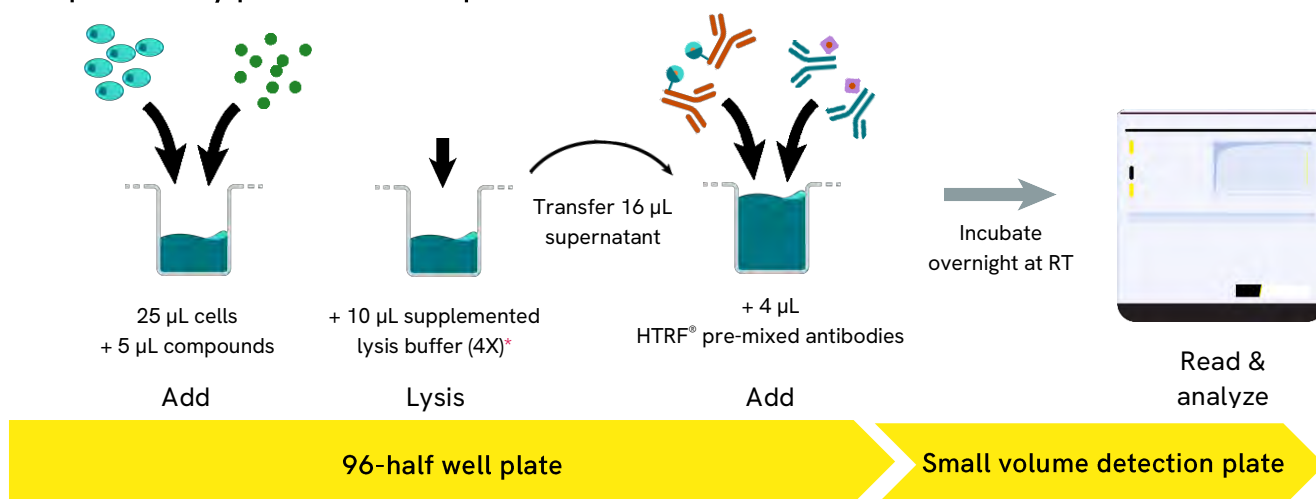 Transfer 16 µL
supernatant
Incubate
overnight at RT
25 µL cells
+ 5 µL compounds
+ 10 µL supplemented
lysis buffer (4X)*
+ 4 µL
HTRF® pre-mixed antibodies
Add
Lysis
Add
Read &
analyze
96-half well plate
Small volume detection plate